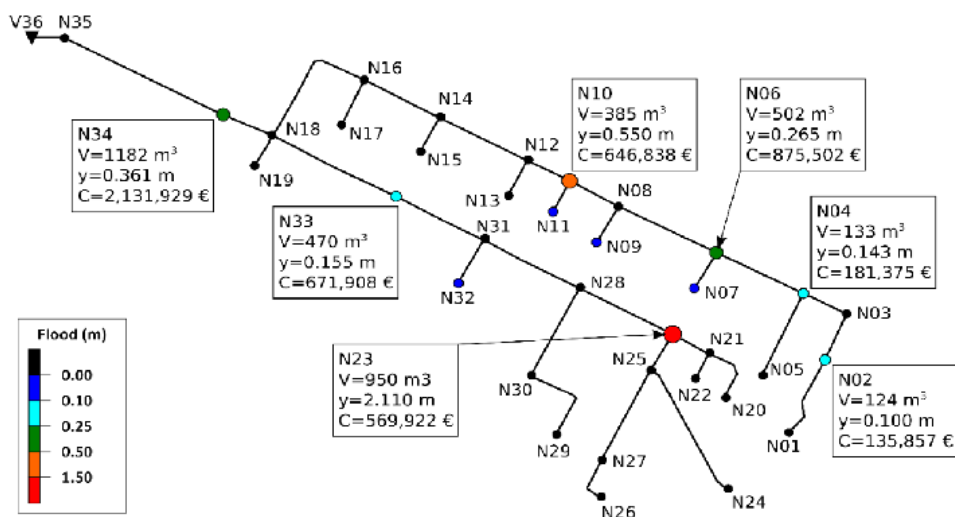 V36
N35
N16
N14
N17
N18
N15
N19
N12
N13
N08
N11
N09
N10
V=385 m³
y=0.550 m
C=646,838 €
N06
V=502 m³
y=0.265 m
C=875,502 €
N34
V=1182 m³
y=0.361 m
C=2,131,929 €
N33
V=470 m³
y=0.155 m
C=671,908 €
N31
N32
N28
N07
N04
V=133 m³
y=0.143 m
C=181,375 €
N03
N23
V=950 m3
y=2.110 m
C=569,922 €
N21
N25
N22
N20
N05
N30
N29
N01
N02
V=124 m³
y=0.100 m
C=135,857 €
N27
N26
N24
Flood (m)
0.00
0.10
0.25
0.50
1.50